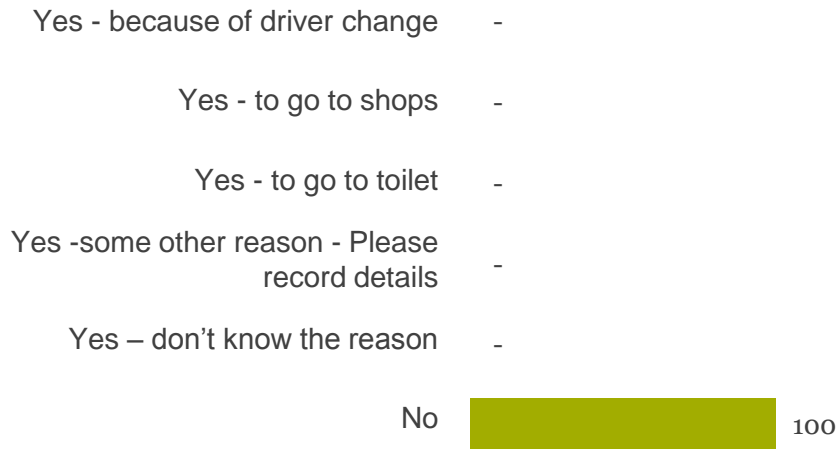 Yes - because of driver change -
Yes - to go to shops -
Yes - to go to toilet -
Yes -some other reason - Please
record details -
Yes – don’t know the reason -
No 100